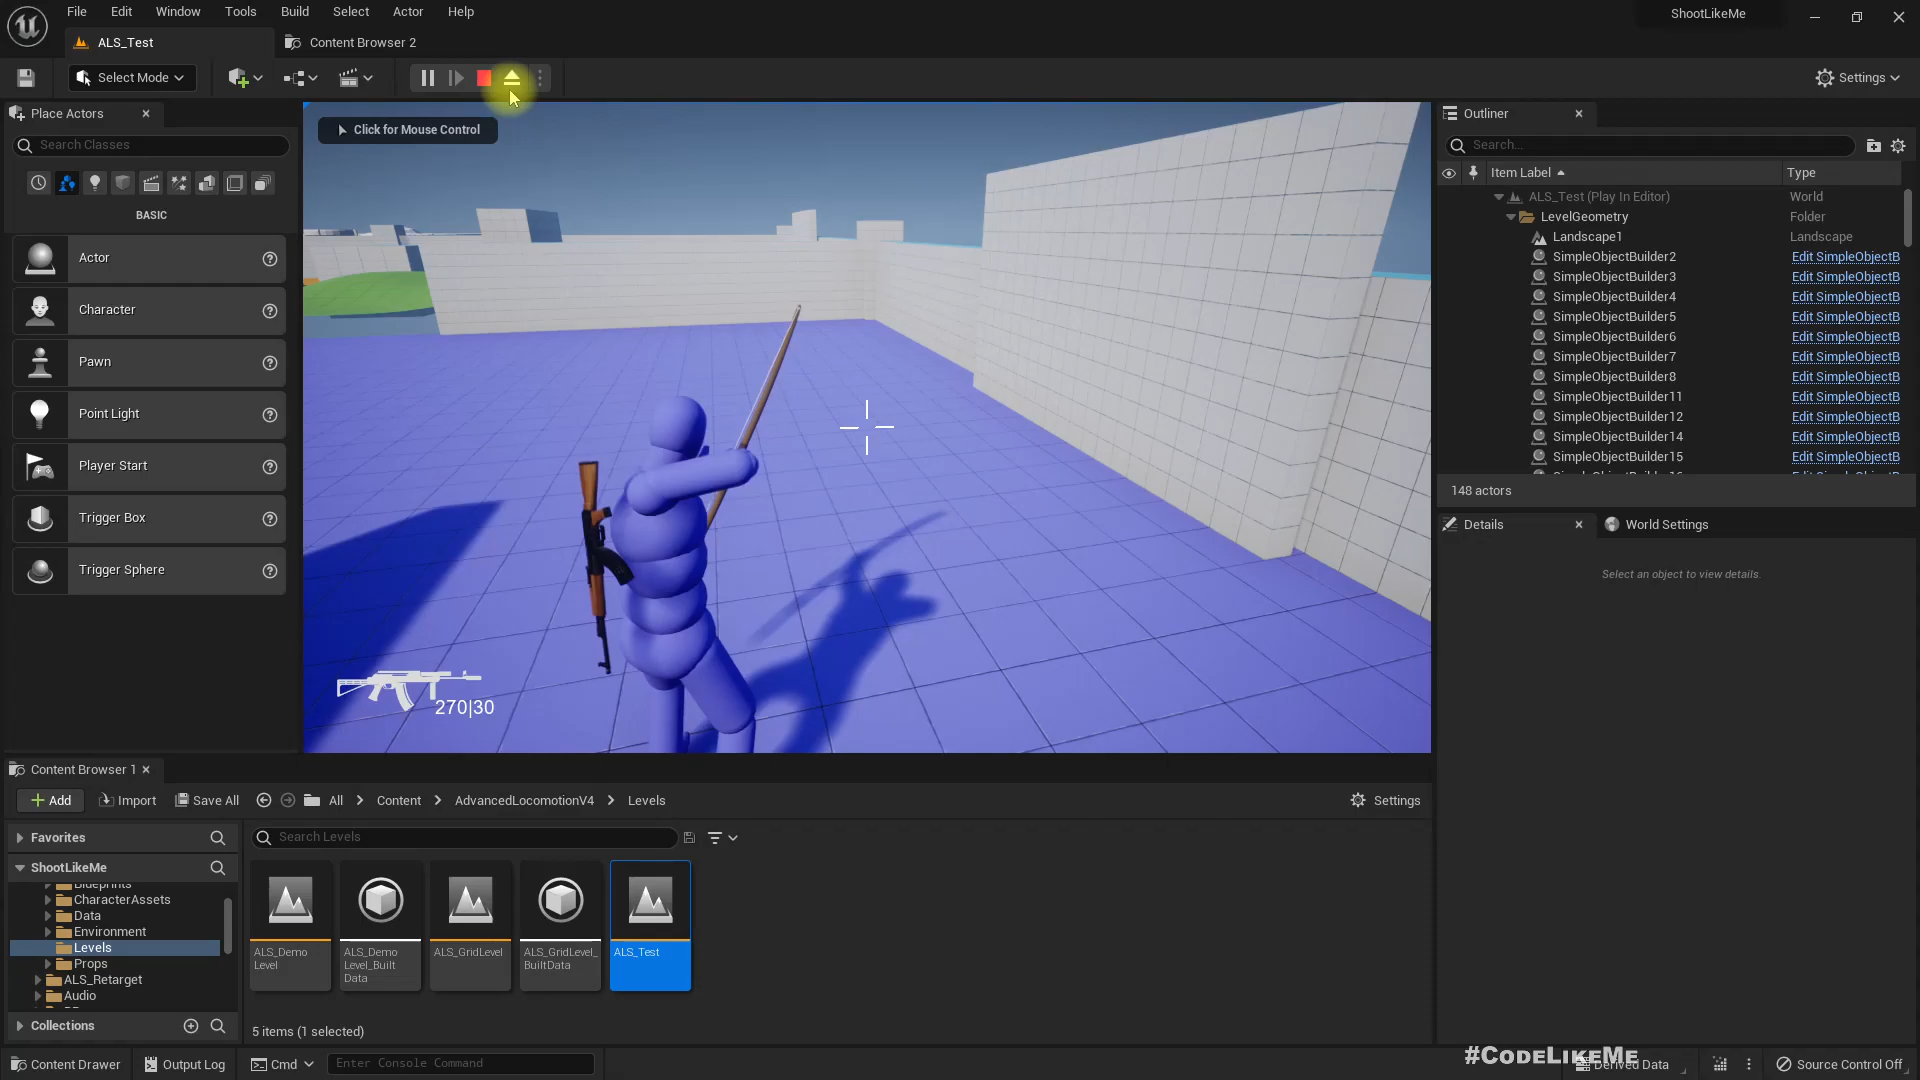 File Edit Window Tools Build Select Actor Help
ShootLikeMe
ALS_Test
Content Browser 2
Select Mode
Settings
Place Actors
Search Classes
BASIC
Actor
Character
Pawn
Point Light
Player Start
Trigger Box
Trigger Sphere
Click for Mouse Control
270|30
Outliner
Search...
Item Label
Type
ALS_Test (Play In Editor) World
LevelGeometry Folder
Landscape1 Landscape
SimpleObjectBuilder2 Edit SimpleObjectB
SimpleObjectBuilder3 Edit SimpleObjectB
SimpleObjectBuilder4 Edit SimpleObjectB
SimpleObjectBuilder5 Edit SimpleObjectB
SimpleObjectBuilder6 Edit SimpleObjectB
SimpleObjectBuilder7 Edit SimpleObjectB
SimpleObjectBuilder8 Edit SimpleObjectB
SimpleObjectBuilder11 Edit SimpleObjectB
SimpleObjectBuilder12 Edit SimpleObjectB
SimpleObjectBuilder14 Edit SimpleObjectB
SimpleObjectBuilder15 Edit SimpleObjectB
148 actors
Details
World Settings
Select an object to view details.
Content Browser 1
Add Import Save All All Content AdvancedLocomotionV4 Levels Settings
Favorites
ShootLikeMe
Blueprints
CharacterAssets
Data
Environment
Levels
Props
ALS_Retarget
Audio
Collections
Search Levels
ALS_Demo
Level
ALS_Demo
Level_Built
Data
ALS_GridLevel
ALS_GridLevel_
BuiltData
ALS_Test
5 items (1 selected)
Content Drawer Output Log Cmd Enter Console Command
#CodeLikeMe
Derived Data
Source Control Off